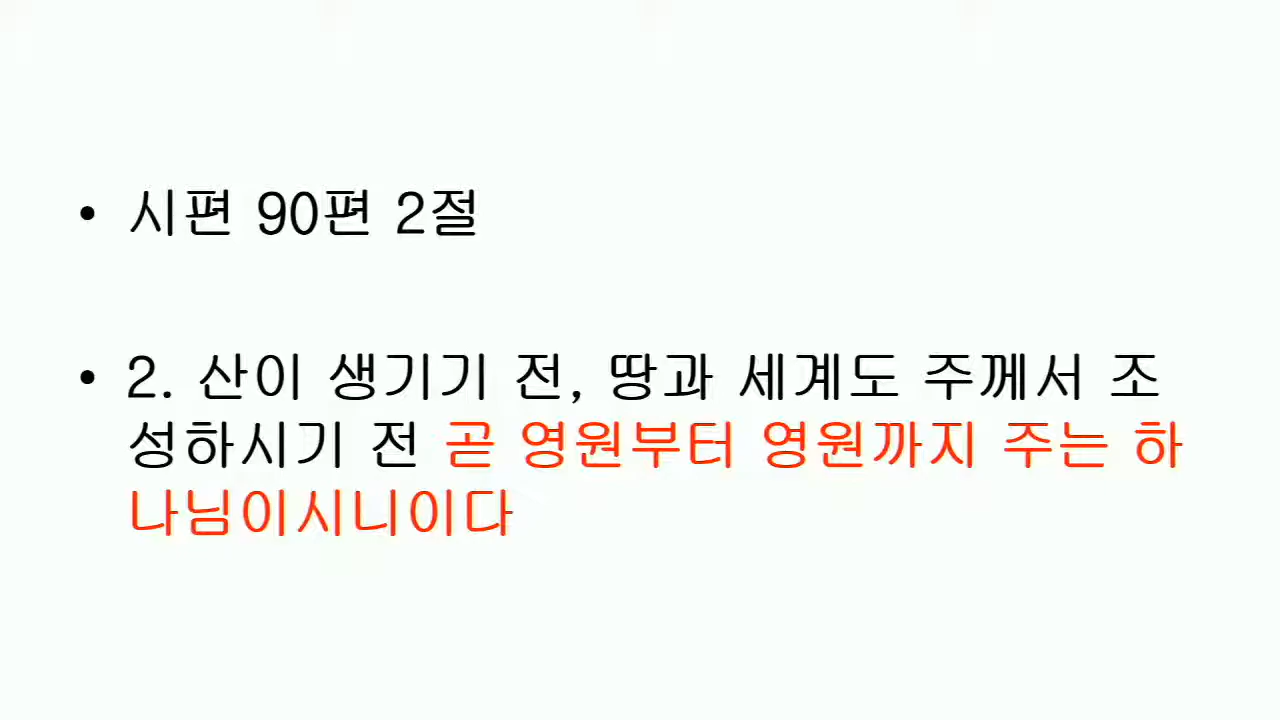 • 시편 90편 2절
• 2. 산이 생기기 전, 땅과 세계도 주께서 조
성하시기 전 곧 영원부터 영원까지 주는 하
나님이시니이다